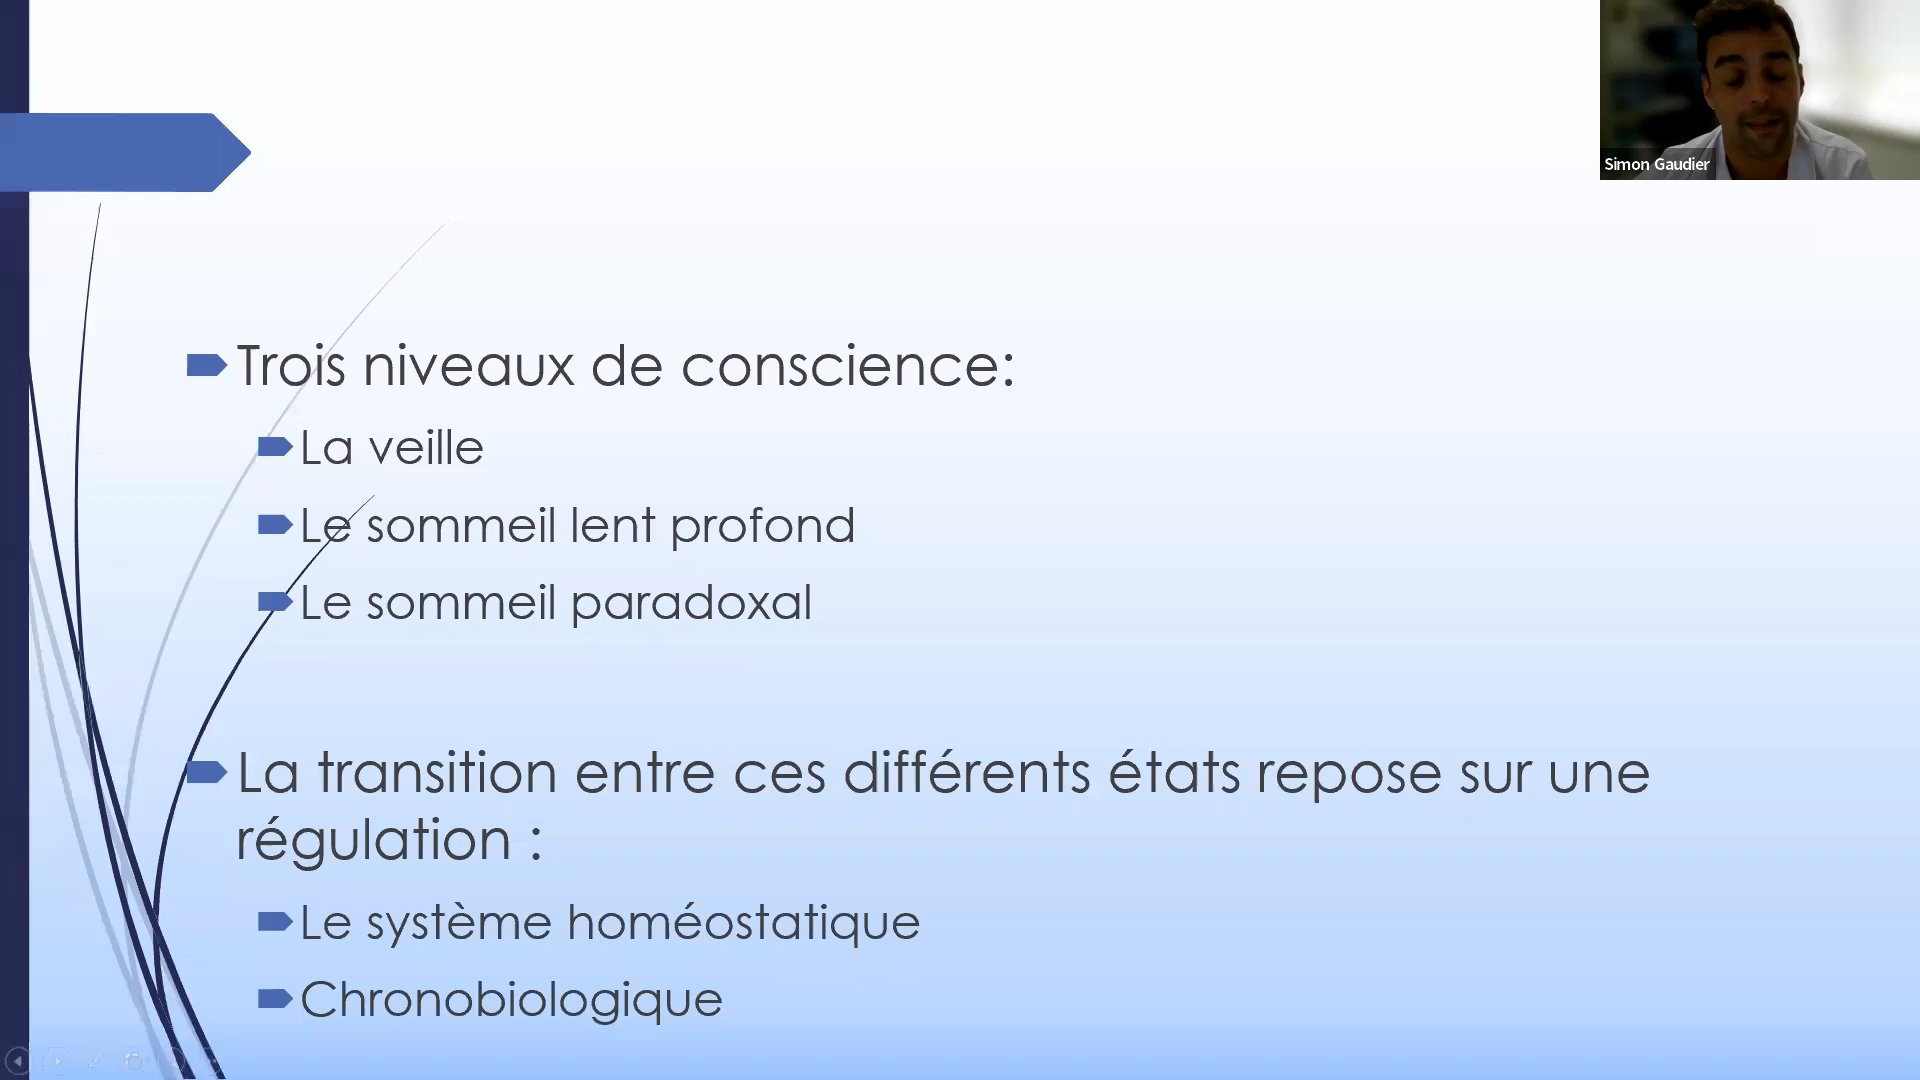 Simon Gaudier
Trois niveaux de conscience:
La veille
Le sommeil lent profond
Le sommeil paradoxal
La transition entre ces différents états repose sur une
régulation :
Le système homéostatique
Chronobiologique